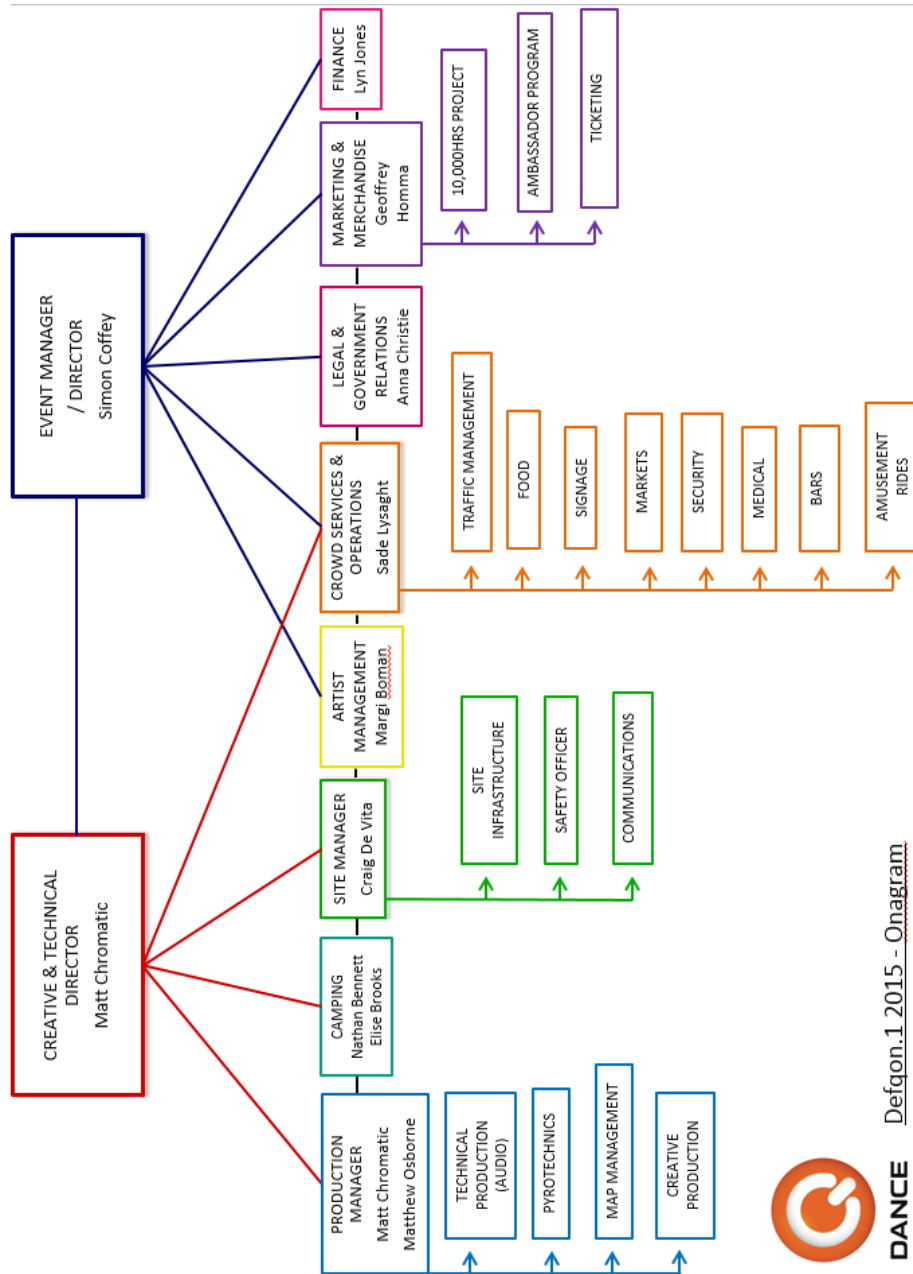 CREATIVE & TECHNICAL
DIRECTOR
Matt Chromatic
EVENT MANAGER
/ DIRECTOR
Simon Coffey
PRODUCTION
MANAGER
Matt Chromatic
Matthew Osborne
CAMPING
Nathan Bennett
Elise Brooks
SITE MANAGER
Craig De Vita
ARTIST
MANAGEMENT
Margi Boman
CROWD SERVICES &
OPERATIONS
Sade Lysaght
LEGAL &
GOVERNMENT
RELATIONS
Anna Christie
MARKETING &
MERCHANDISE
Geoffrey
Homma
FINANCE
Lyn Jones
TECHNICAL
PRODUCTION
(AUDIO)
PYROTECHNICS
MAP MANAGEMENT
CREATIVE
PRODUCTION
SITE
INFRASTRUCTURE
SAFETY OFFICER
COMMUNICATIONS
TRAFFIC MANAGEMENT
FOOD
SIGNAGE
MARKETS
SECURITY
MEDICAL
BARS
AMUSEMENT
RIDES
10,000HRS PROJECT
AMBASSADOR PROGRAM
TICKETING
DANCE
Defqon.1 2015 - Onagram